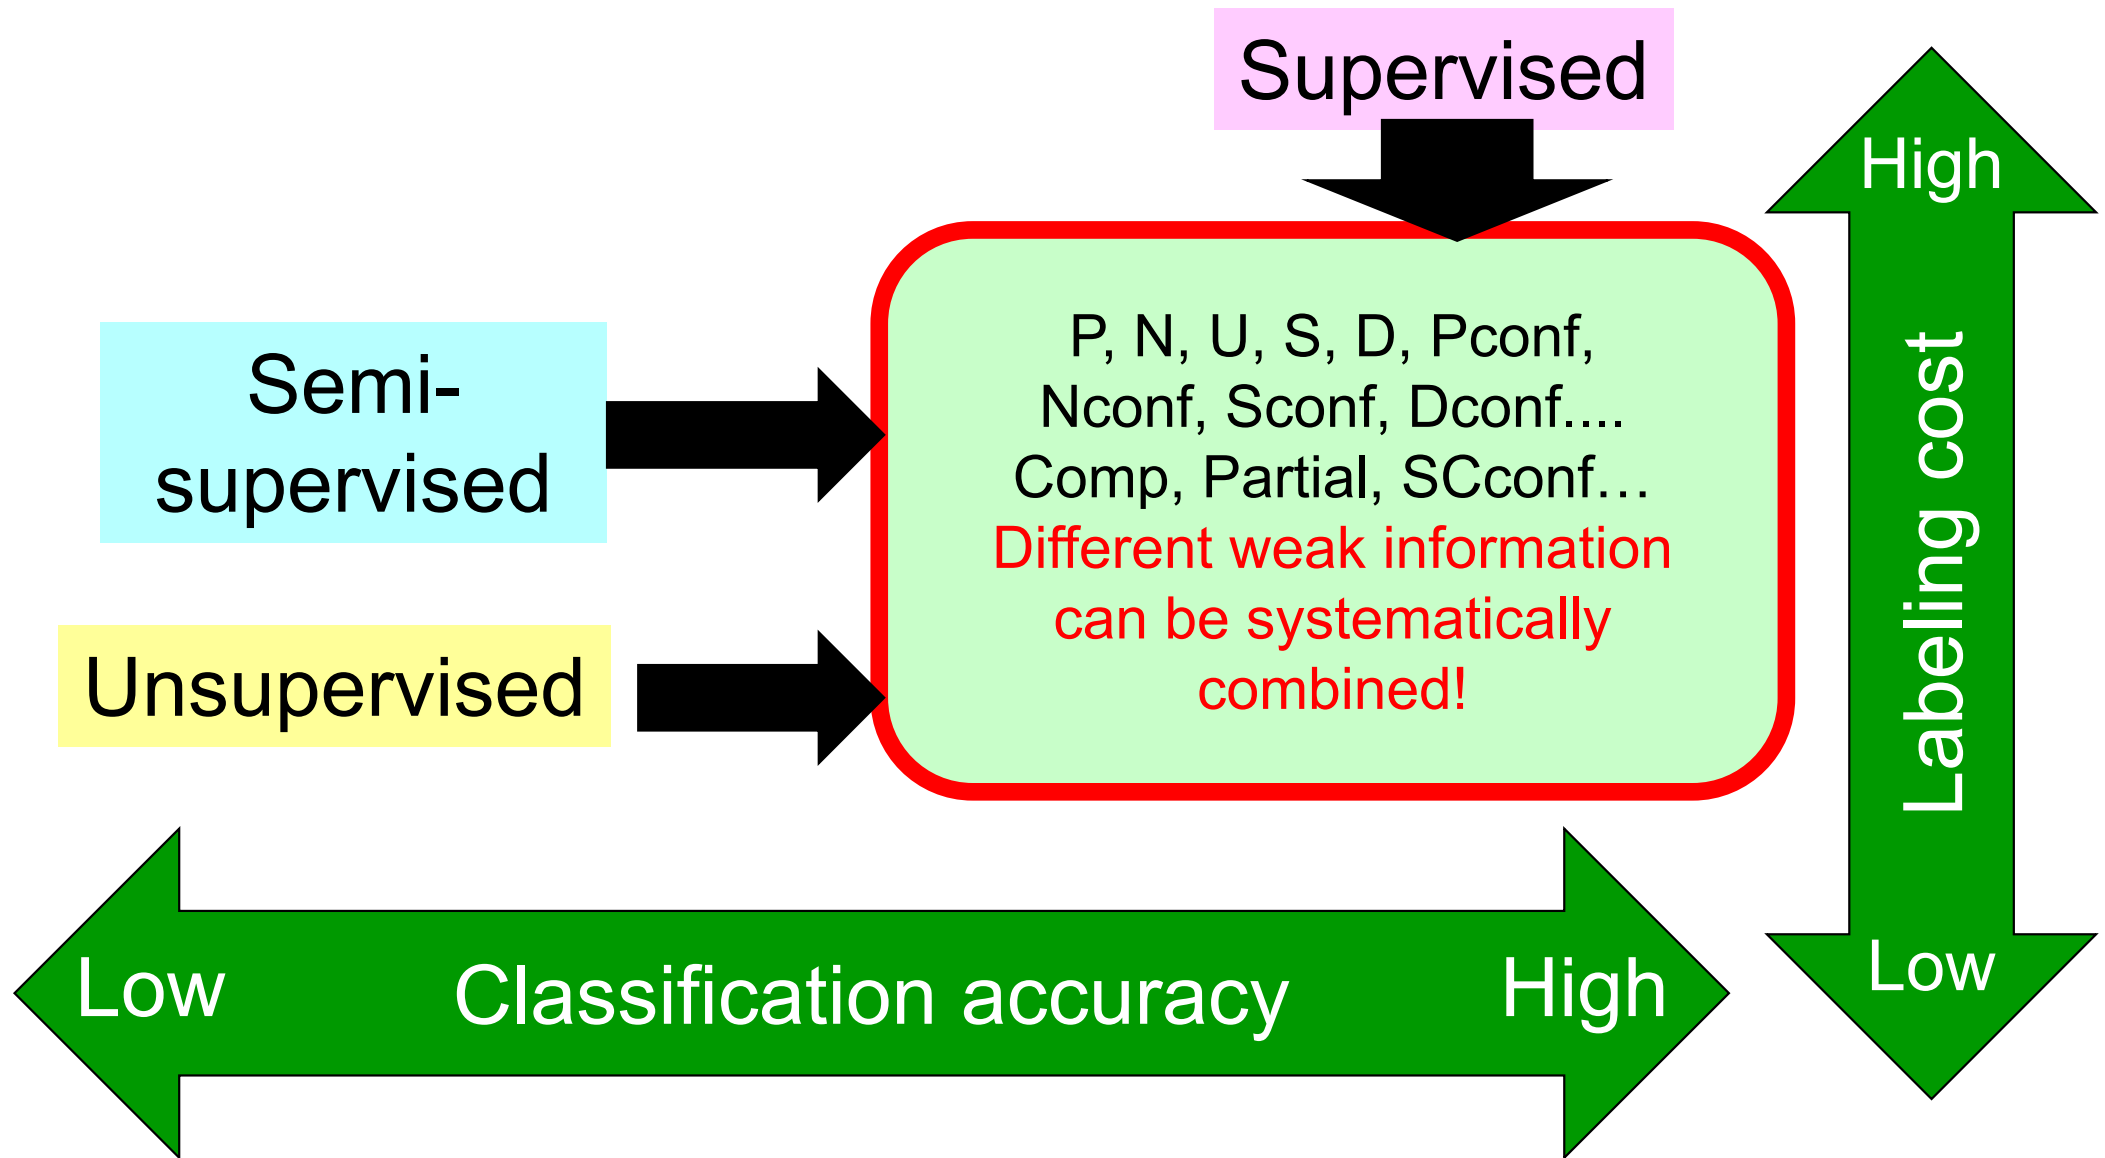 Supervised
High
Semi-
supervised
P, N, U, S, D, Pconf,
Nconf, Sconf, Dconf....
Comp, Partial, SCconf…
Different weak information
can be systematically
combined!
Labeling cost
Unsupervised
Low
Classification accuracy
High
Low